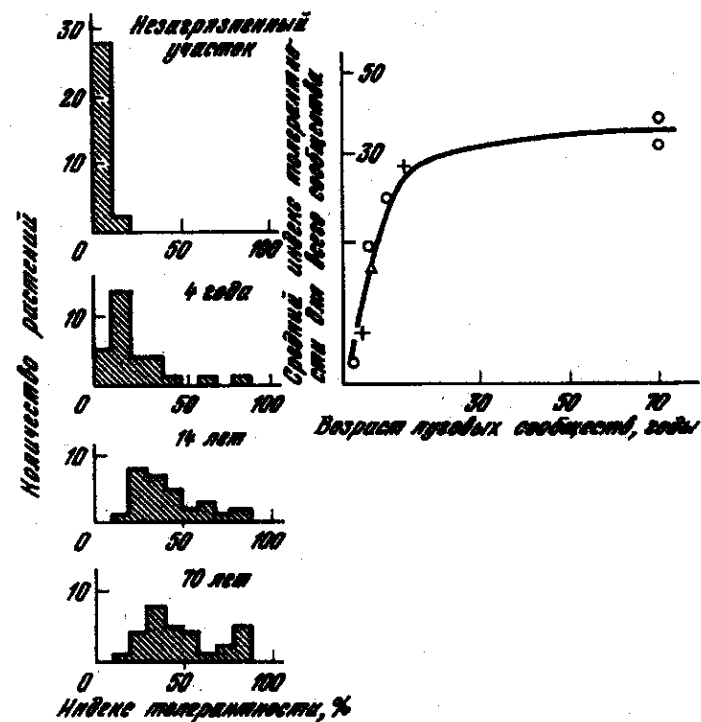 Незагрязненный
участок
30
20
10
0
50
100
4 года
10
0
50
100
14 лет
10
0
50
100
70 лет
10
0
50
100
Количество растений
Индекс толерантности, %
Средний индекс толерантно-
сти для всего сообщества
50
30
30
50
70
Возраст луговых сообществ, годы